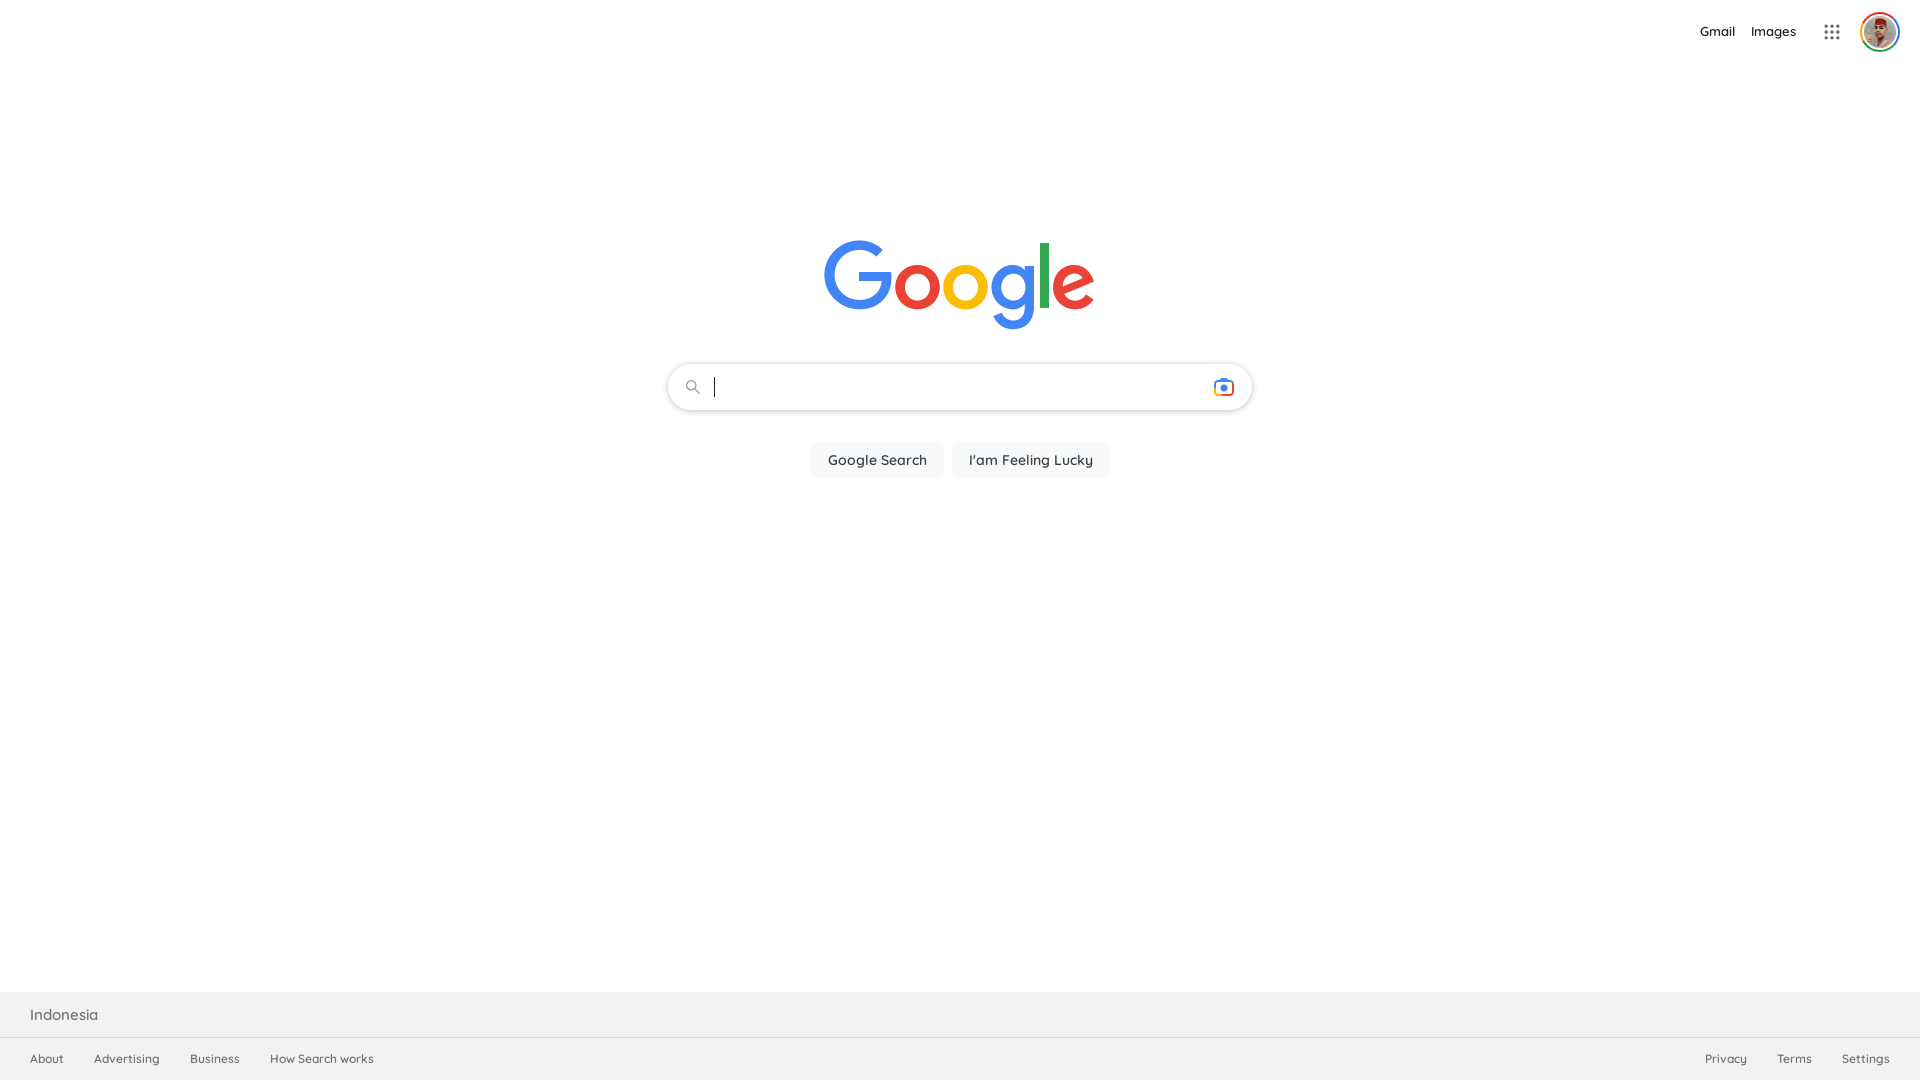 Gmail Images
Google
Google Search I'am Feeling Lucky
Indonesia
About Advertising Business How Search works Privacy Terms Settings